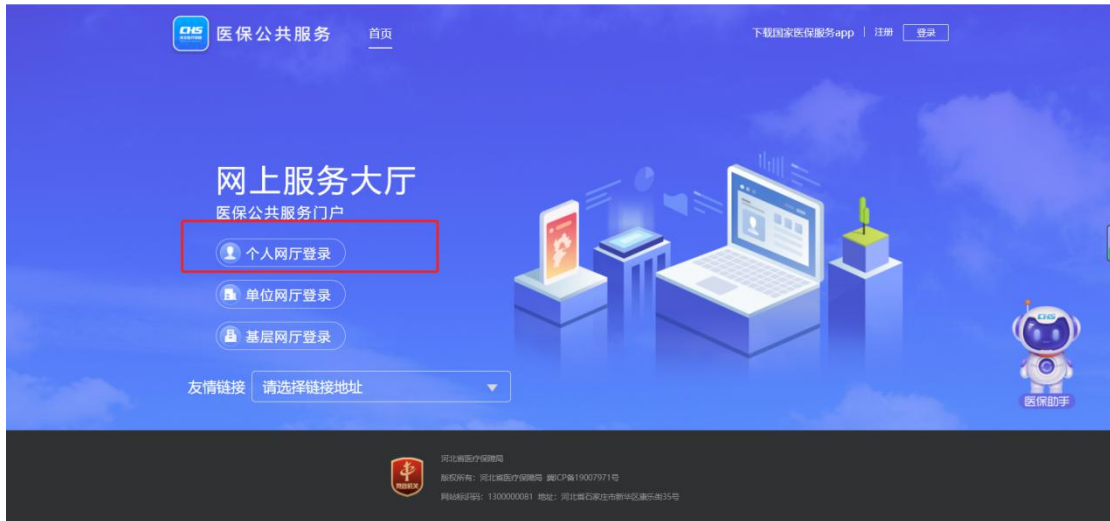 CHS
医保公共服务
首页
下载国家医保服务app | 注册 登录
网上服务大厅
医保公共服务门户
个人网厅登录
单位网厅登录
基层网厅登录
友情链接 请选择链接地址
CHS
医保助手
河北省医疗保障局
版权所有：河北省医疗保障局 冀ICP备19007971号
网站标识码：1300000081 地址：河北省石家庄市新华区康乐街35号
党政机关